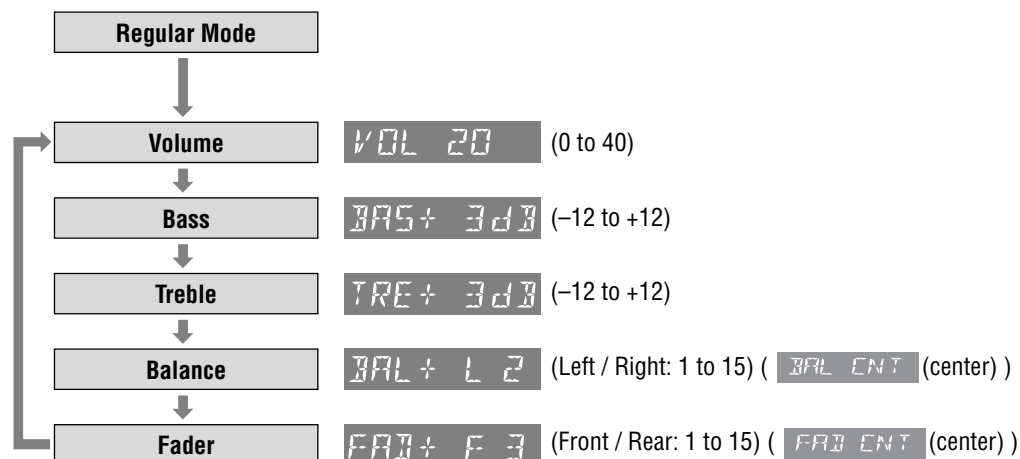 Regular Mode
Volume VOL 20 (0 to 40)
Bass BAS+ 3dB (–12 to +12)
Treble TRE+ 3dB (–12 to +12)
Balance BAL+ L 2 (Left / Right: 1 to 15) ( BAL CNT (center) )
Fader FAD+ F 3 (Front / Rear: 1 to 15) ( FAD CNT (center) )